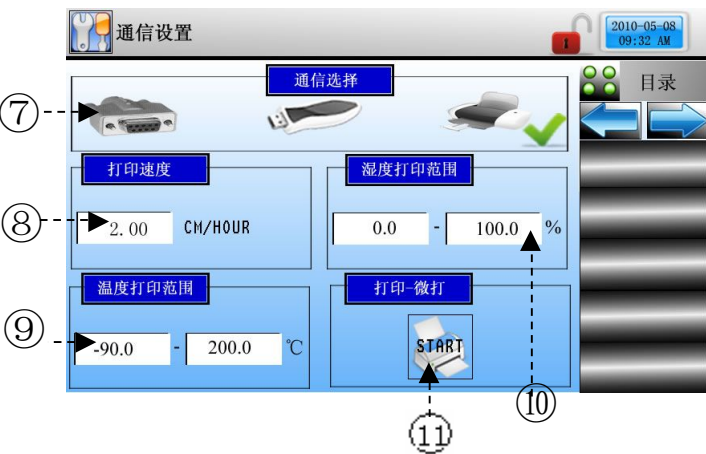 通信设置
1
2010-05-08
09:32 AM
通信选择
目录
⑦
打印速度
湿度打印范围
⑧
2.00 CM/HOUR
0.0 - 100.0 %
温度打印范围
打印-微打
⑨
-90.0 - 200.0 ℃
START
⑩
⑪